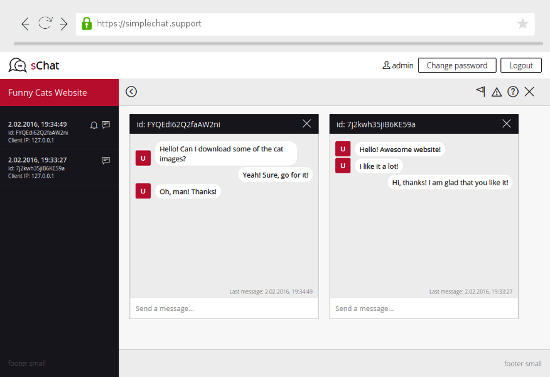 https://simplechat.support
sChat
admin
Change password
Logout
Funny Cats Website
2.02.2016, 19:34:49
id: FYQEdi62Q2faAW2ni
Client IP: 127.0.0.1
2.02.2016, 19:33:27
id: 7J2kwh35JiB6KE59a
Client IP: 127.0.0.1
id: FYQEdi62Q2faAW2ni
Hello! Can I download some of the cat
images?
U
Yeah! Sure, go for it!
U
Oh, man! Thanks!
Last message: 2.02.2016, 19:34:49
Send a message...
id: 7J2kwh35JiB6KE59a
U
Hello! Awesome website!
U
I like it a lot!
Hi, thanks! I am glad that you like it!
Last message: 2.02.2016, 19:33:27
Send a message...
footer small
footer small